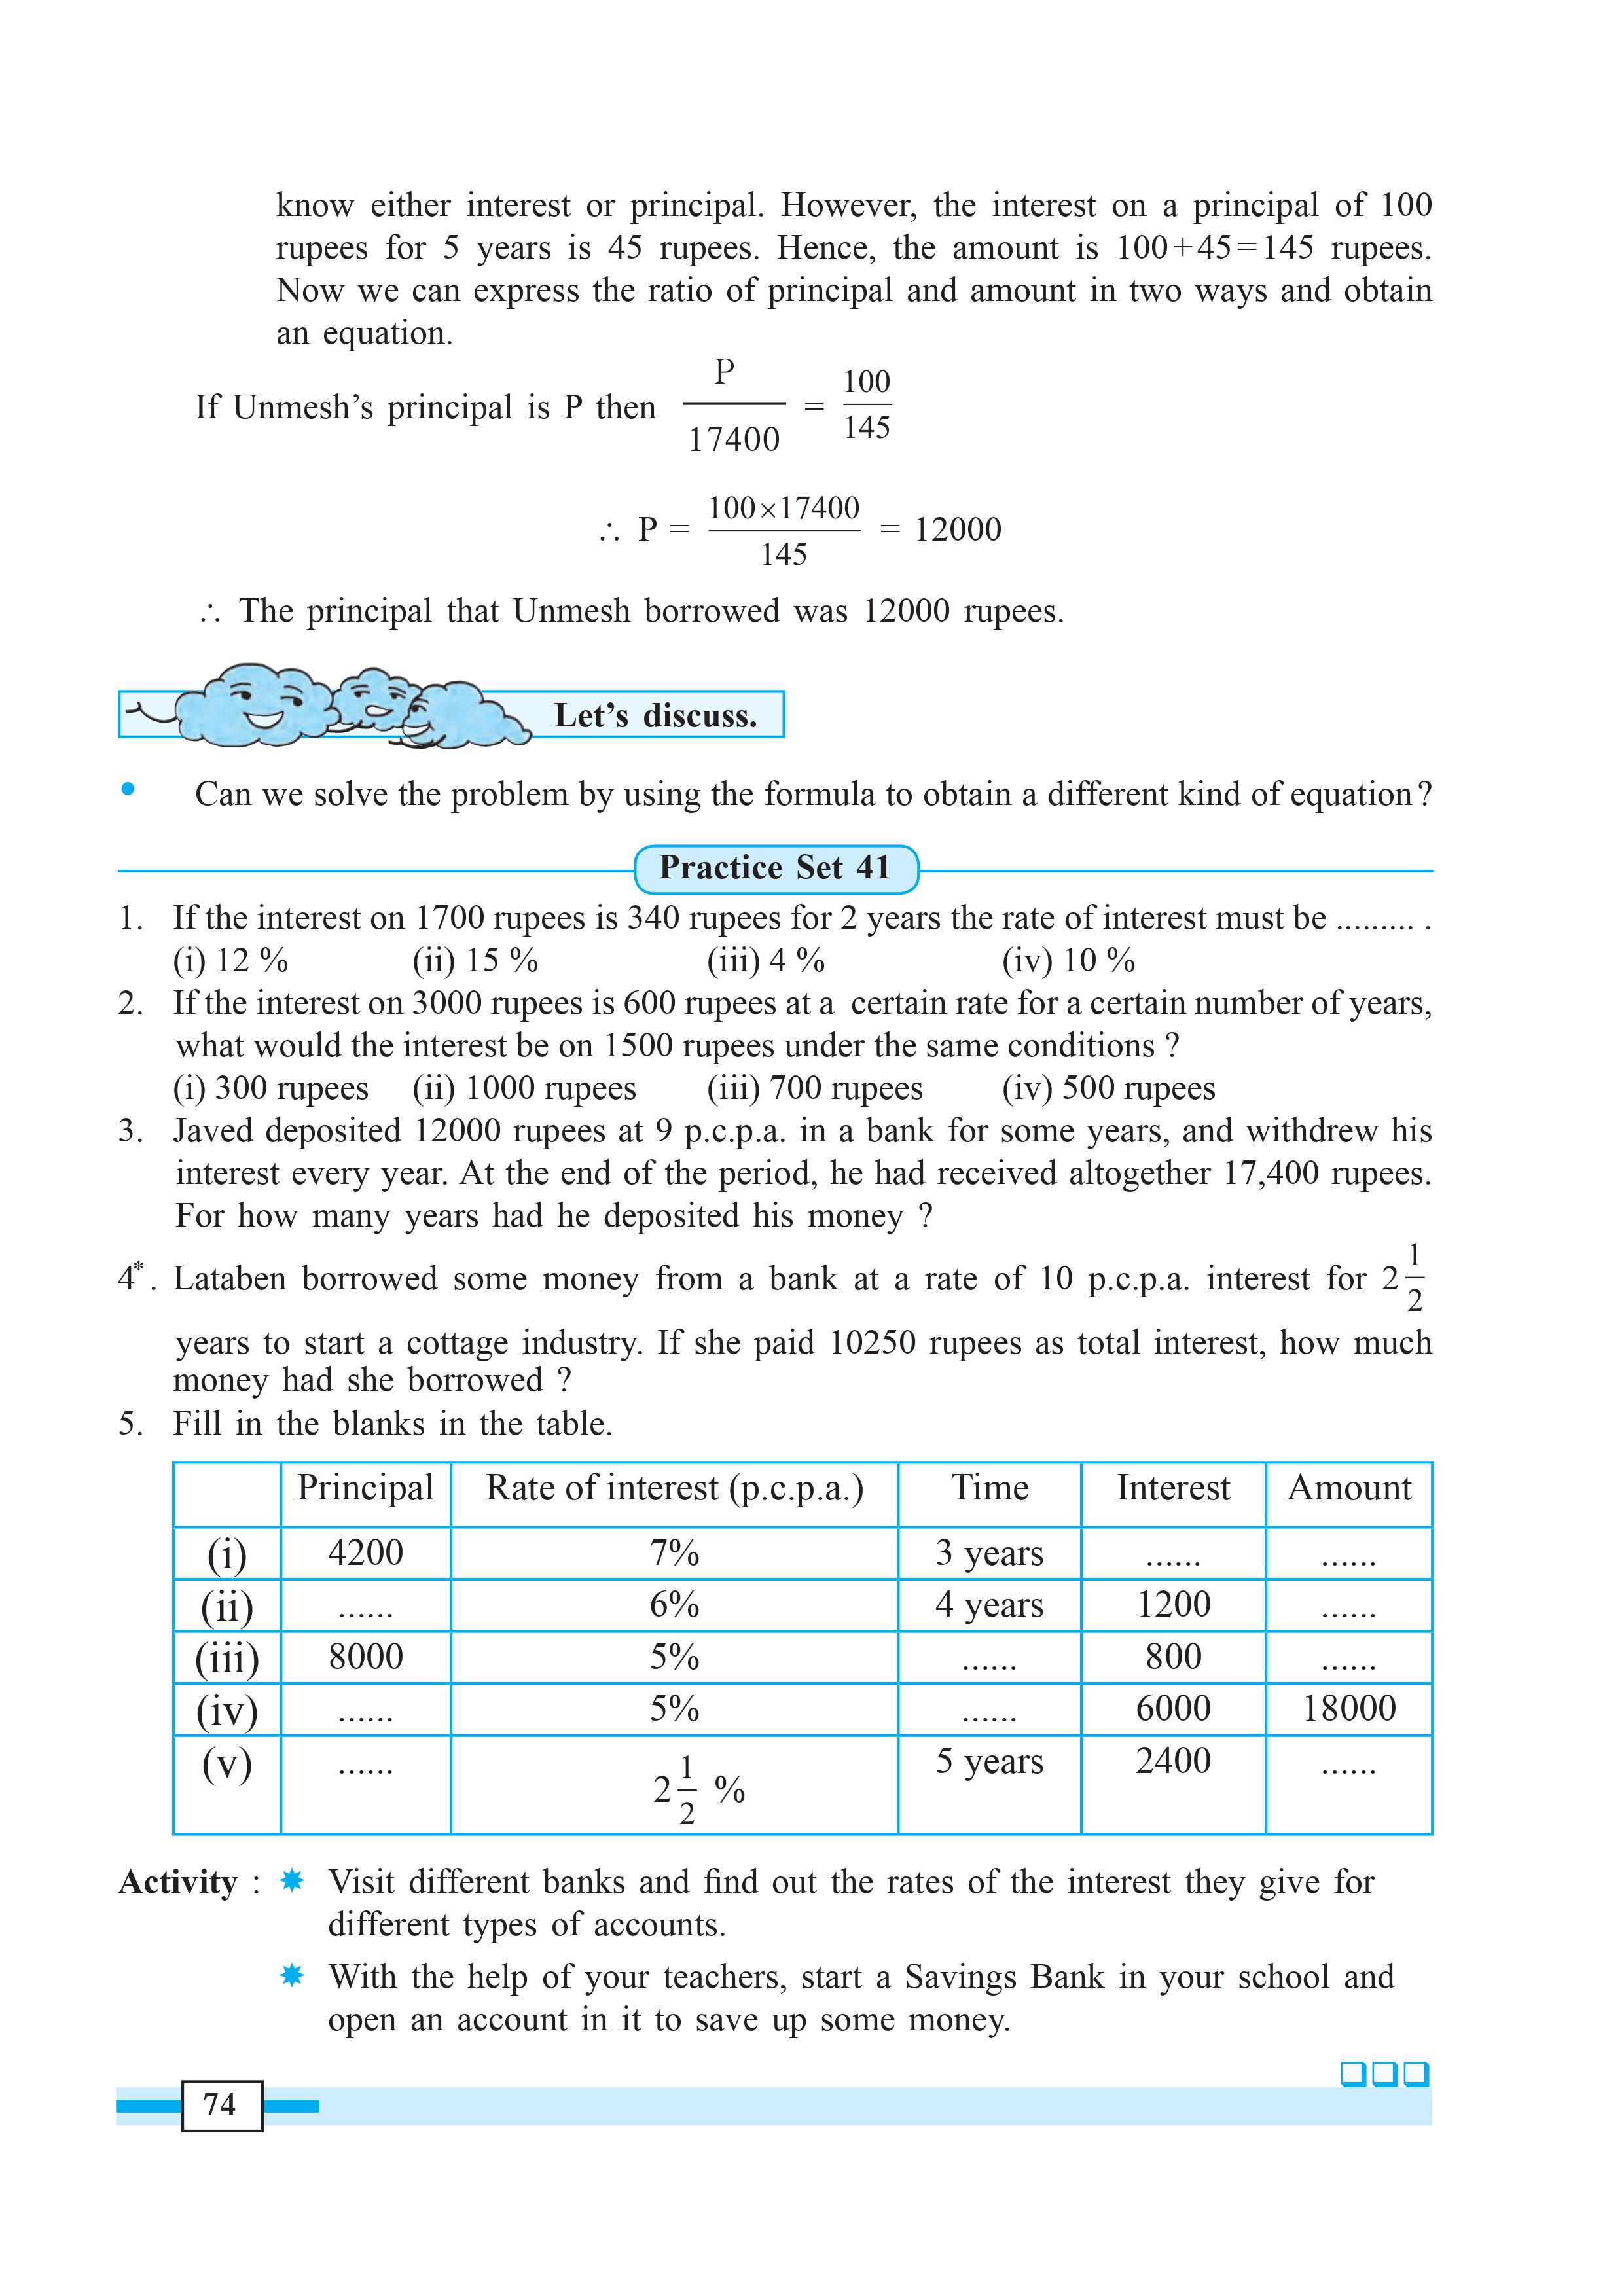 know either interest or principal. However, the interest on a principal of 100
rupees for 5 years is 45 rupees. Hence, the amount is 100+45=145 rupees.
Now we can express the ratio of principal and amount in two ways and obtain
an equation.
If Unmesh’s principal is P then P/17400 = 100/145
∴ P = 100×17400/145 = 12000
∴ The principal that Unmesh borrowed was 12000 rupees.
Let’s discuss.
• Can we solve the problem by using the formula to obtain a different kind of equation?
Practice Set 41
1. If the interest on 1700 rupees is 340 rupees for 2 years the rate of interest must be ......... .
(i) 12 % (ii) 15 % (iii) 4 % (iv) 10 %
2. If the interest on 3000 rupees is 600 rupees at a certain rate for a certain number of years,
what would the interest be on 1500 rupees under the same conditions ?
(i) 300 rupees (ii) 1000 rupees (iii) 700 rupees (iv) 500 rupees
3. Javed deposited 12000 rupees at 9 p.c.p.a. in a bank for some years, and withdrew his
interest every year. At the end of the period, he had received altogether 17,400 rupees.
For how many years had he deposited his money ?
4*. Lataben borrowed some money from a bank at a rate of 10 p.c.p.a. interest for 2 1/2
years to start a cottage industry. If she paid 10250 rupees as total interest, how much
money had she borrowed ?
5. Fill in the blanks in the table.
Principal Rate of interest (p.c.p.a.) Time Interest Amount
(i) 4200 7% 3 years ...... ......
(ii) ...... 6% 4 years 1200 ......
(iii) 8000 5% ...... 800 ......
(iv) ...... 5% ...... 6000 18000
(v) ...... 2 1/2 % 5 years 2400 ......
Activity : Visit different banks and find out the rates of the interest they give for
different types of accounts.
With the help of your teachers, start a Savings Bank in your school and
open an account in it to save up some money.
74